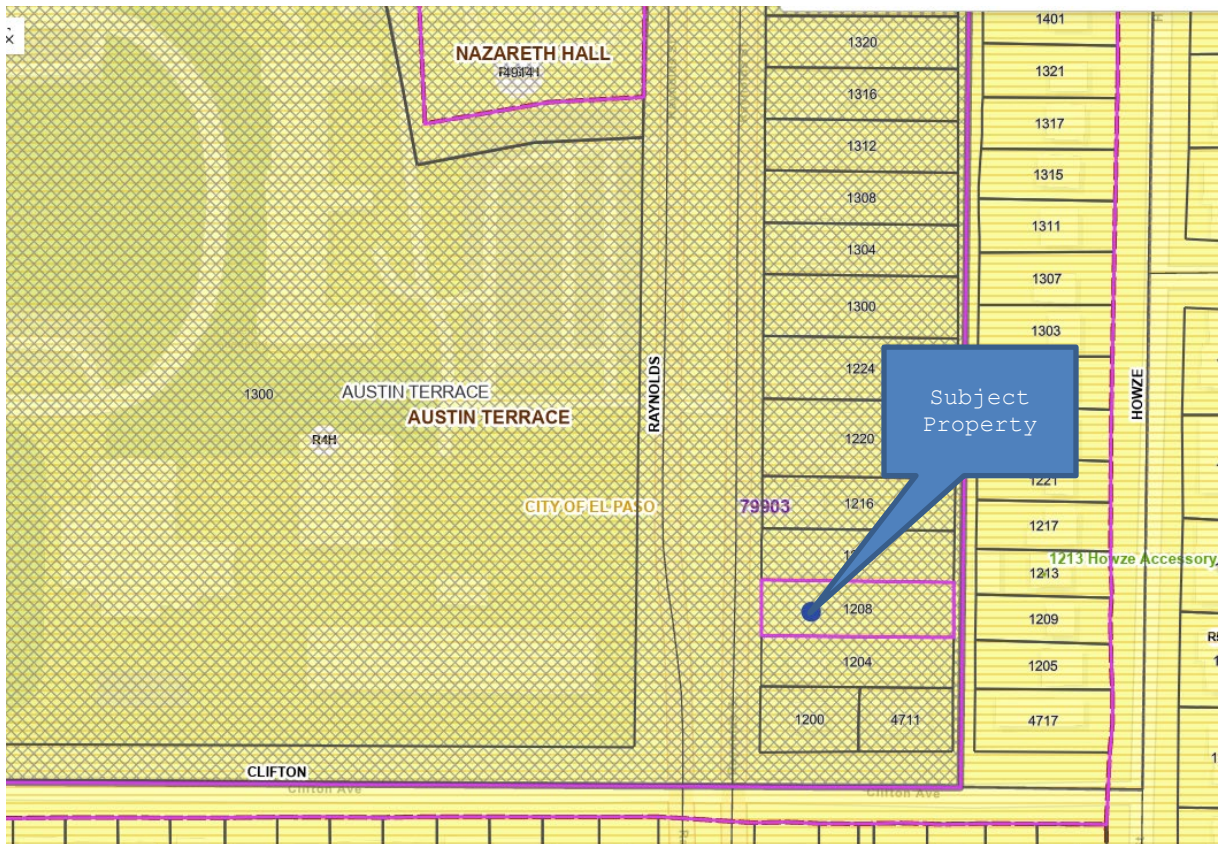 NAZARETH HALL
1320
1316
1312
1308
1304
1300
1224
1220
1216
1208
1204
1200
4711
1401
1321
1317
1315
1311
1307
1303
1221
1217
1213
1213 Howze Accessory
1209
1205
4717
Subject
Property
RAYNOLDS
HOWZE
1300
AUSTIN TERRACE
AUSTIN TERRACE
R4H
CITY OF EL PASO
79903
CLIFTON
Clifton Ave
Clifton Ave